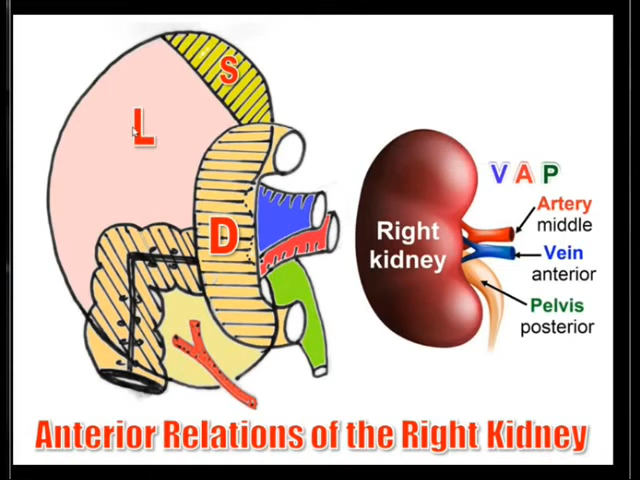 S
L
D
V A P
Artery
middle
Right
kidney
Vein
anterior
Pelvis
posterior
Anterior Relations of the Right Kidney